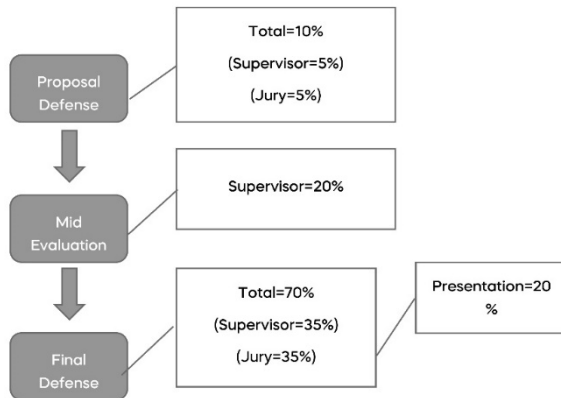 Proposal
Defense
Total=10%
(Supervisor=5%)
(Jury=5%)
Mid
Evaluation
Supervisor=20%
Final
Defense
Total=70%
(Supervisor=35%)
(Jury=35%)
Presentation=20
%